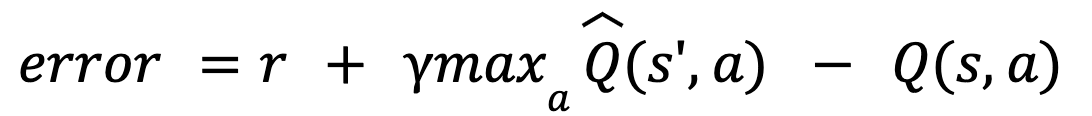 error = r + γmax_a Q̂(s',a) − Q(s,a)